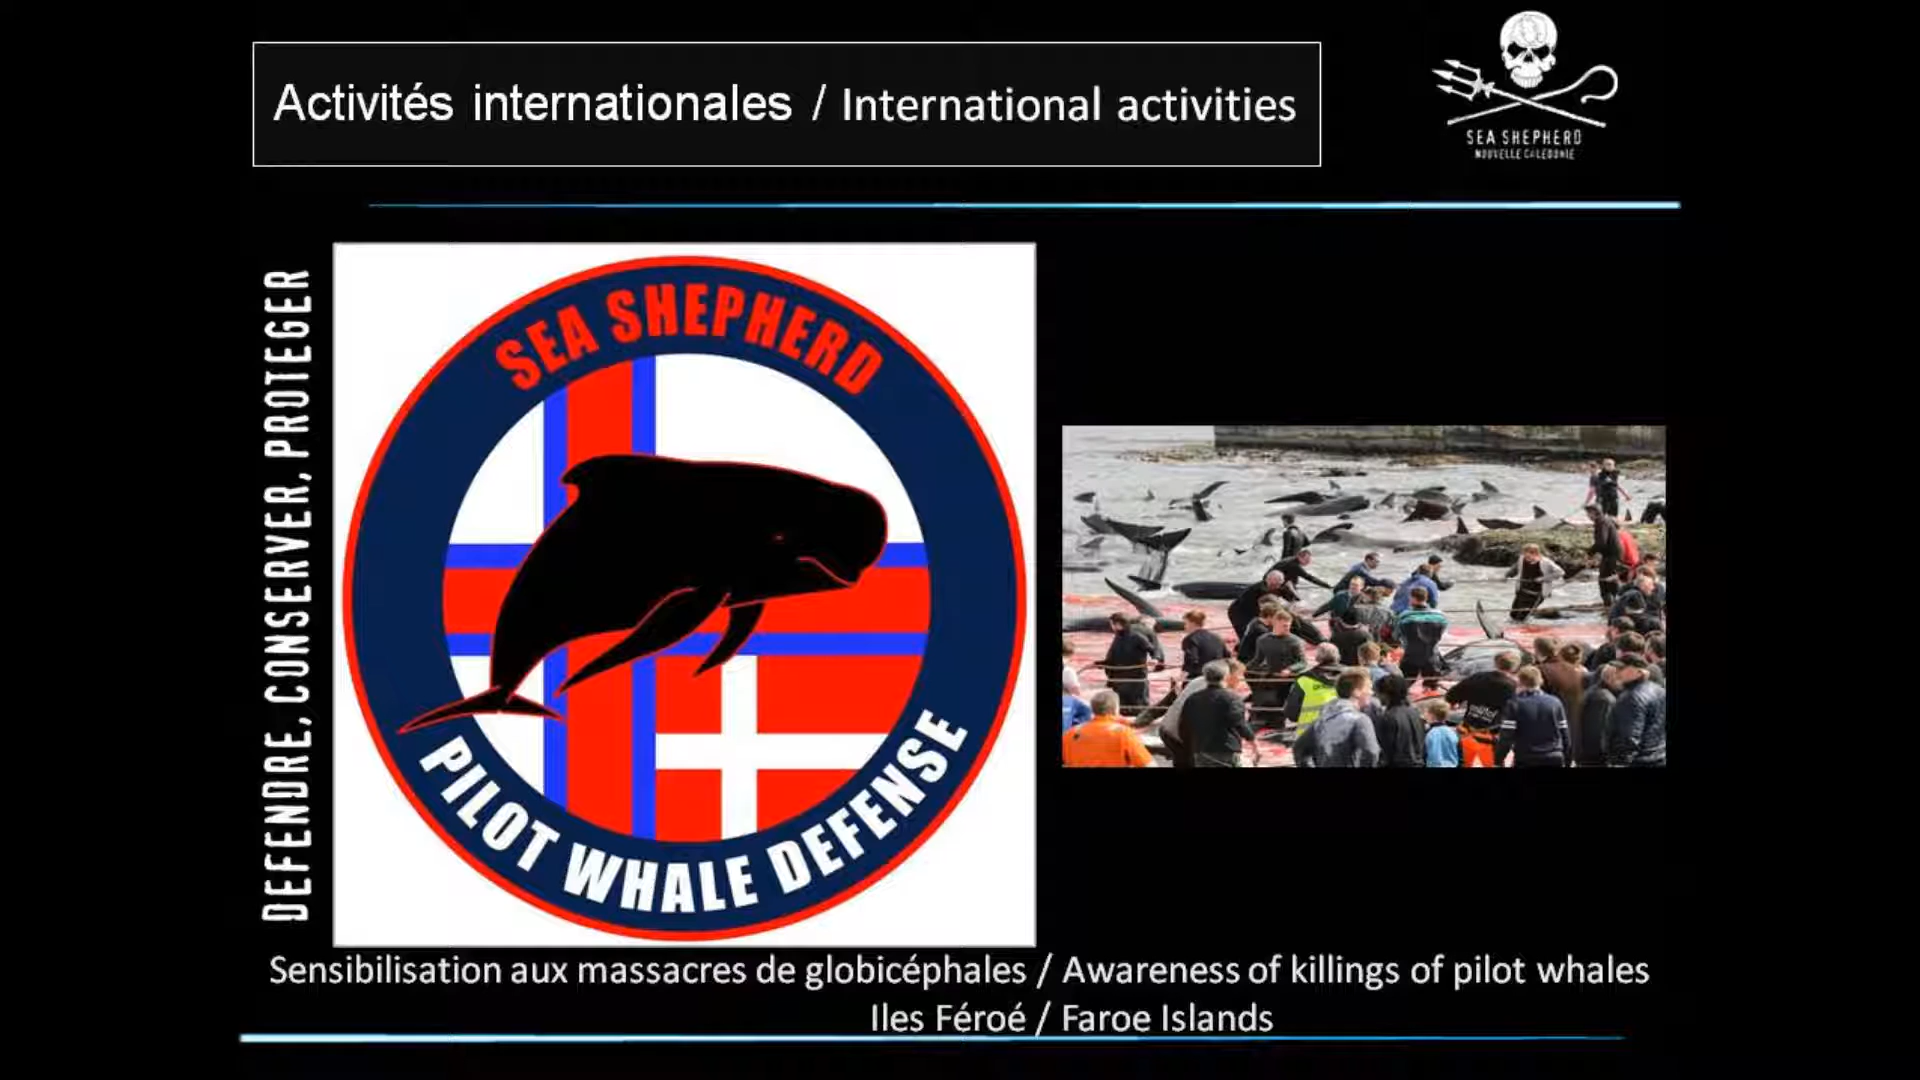 Activités internationales / International activities
SEA SHEPHERD
NOUVELLE CALEDONIE
DEFENDRE, CONSERVER, PROTEGER
SEA SHEPHERD
PILOT WHALE DEFENSE
Sensibilisation aux massacres de globicéphales / Awareness of killings of pilot whales
Iles Féroé / Faroe Islands